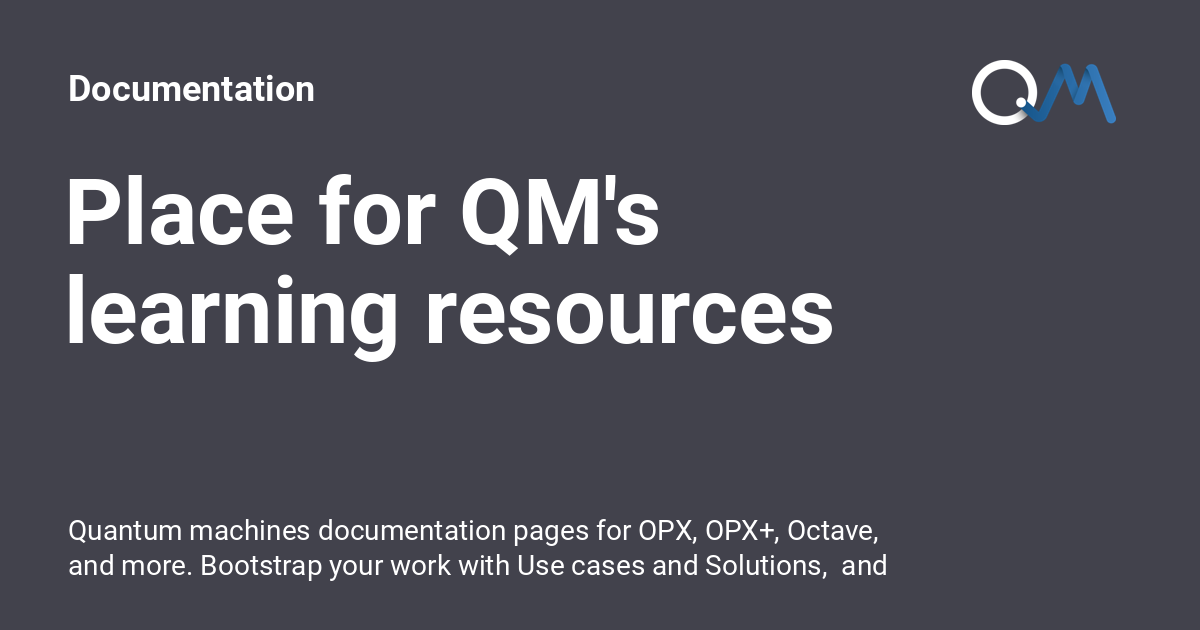 Documentation
QM
Place for QM's
learning resources
Quantum machines documentation pages for OPX, OPX+, Octave,
and more. Bootstrap your work with Use cases and Solutions,  and